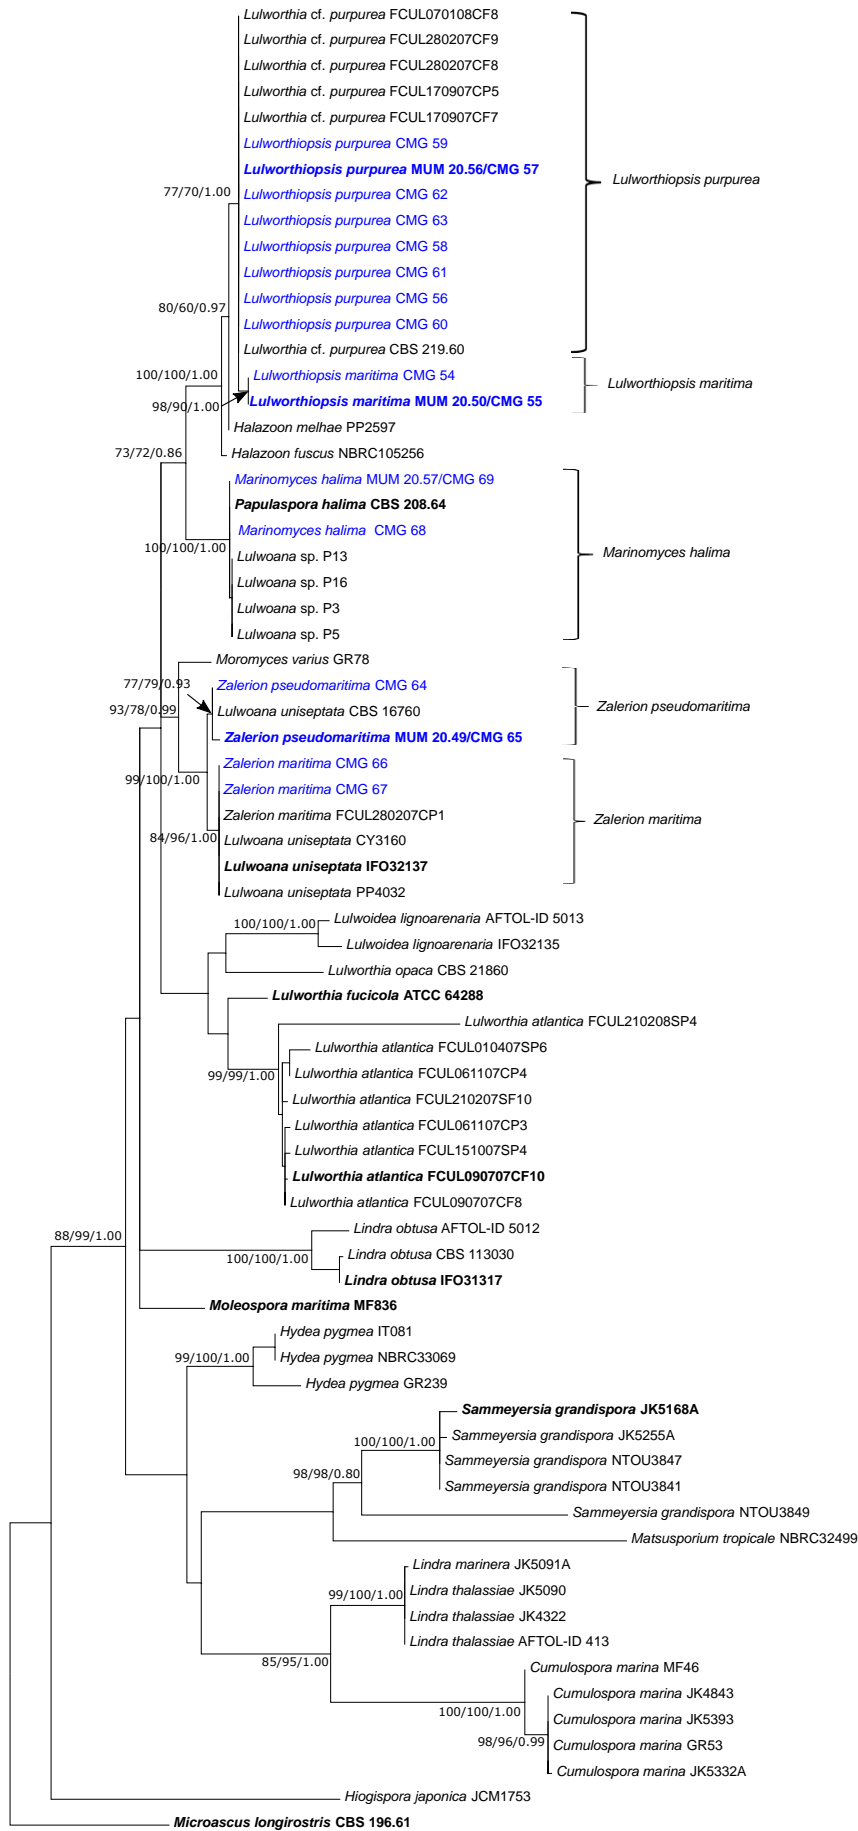 Lulworthia cf. purpurea FCUL070108CF8
Lulworthia cf. purpurea FCUL280207CF9
Lulworthia cf. purpurea FCUL280207CF8
Lulworthia cf. purpurea FCUL170907CP5
Lulworthia cf. purpurea FCUL170907CF7
Lulworthiopsis purpurea CMG 59
Lulworthiopsis purpurea MUM 20.56/CMG 57
Lulworthiopsis purpurea
77/70/1.00
Lulworthiopsis purpurea CMG 62
Lulworthiopsis purpurea CMG 63
Lulworthiopsis purpurea CMG 58
Lulworthiopsis purpurea CMG 61
Lulworthiopsis purpurea CMG 56
80/60/0.97
Lulworthiopsis purpurea CMG 60
Lulworthia cf. purpurea CBS 219.60
100/100/1.00
Lulworthiopsis maritima CMG 54
Lulworthiopsis maritima
98/90/1.00
Lulworthiopsis maritima MUM 20.50/CMG 55
Halazoon melhae PP2597
73/72/0.86
Halazoon fuscus NBRC105256
Marinomyces halima MUM 20.57/CMG 69
Papulaspora halima CBS 208.64
Marinomyces halima CMG 68
100/100/1.00
Marinomyces halima
Lulwoana sp. P13
Lulwoana sp. P16
Lulwoana sp. P3
Lulwoana sp. P5
Moromyces varius GR78
77/79/0.93
Zalerion pseudomaritima CMG 64
93/78/0.99
Lulwoana uniseptata CBS 16760
Zalerion pseudomaritima
Zalerion pseudomaritima MUM 20.49/CMG 65
Zalerion maritima CMG 66
99/100/1.00
Zalerion maritima CMG 67
Zalerion maritima FCUL280207CP1
Zalerion maritima
84/96/1.00
Lulwoana uniseptata CY3160
Lulwoana uniseptata IFO32137
Lulwoana uniseptata PP4032
100/100/1.00
Lulwoidea lignoarenaria AFTOL-ID 5013
Lulwoidea lignoarenaria IFO32135
Lulworthia opaca CBS 21860
Lulworthia fucicola ATCC 64288
Lulworthia atlantica FCUL210208SP4
Lulworthia atlantica FCUL010407SP6
99/99/1.00
Lulworthia atlantica FCUL061107CP4
Lulworthia atlantica FCUL210207SF10
Lulworthia atlantica FCUL061107CP3
Lulworthia atlantica FCUL151007SP4
Lulworthia atlantica FCUL090707CF10
Lulworthia atlantica FCUL090707CF8
Lindra obtusa AFTOL-ID 5012
88/99/1.00
100/100/1.00
Lindra obtusa CBS 113030
Lindra obtusa IFO31317
Moleospora maritima MF836
Hydea pygmea IT081
99/100/1.00
Hydea pygmea NBRC33069
Hydea pygmea GR239
Sammeyersia grandispora JK5168A
Sammeyersia grandispora JK5255A
100/100/1.00
Sammeyersia grandispora NTOU3847
98/98/0.80
Sammeyersia grandispora NTOU3841
Sammeyersia grandispora NTOU3849
Matsusporium tropicale NBRC32499
Lindra marinera JK5091A
99/100/1.00
Lindra thalassiae JK5090
Lindra thalassiae JK4322
Lindra thalassiae AFTOL-ID 413
85/95/1.00
Cumulospora marina MF46
Cumulospora marina JK4843
100/100/1.00
Cumulospora marina JK5393
98/96/0.99
Cumulospora marina GR53
Cumulospora marina JK5332A
Hiogispora japonica JCM1753
Microascus longirostris CBS 196.61